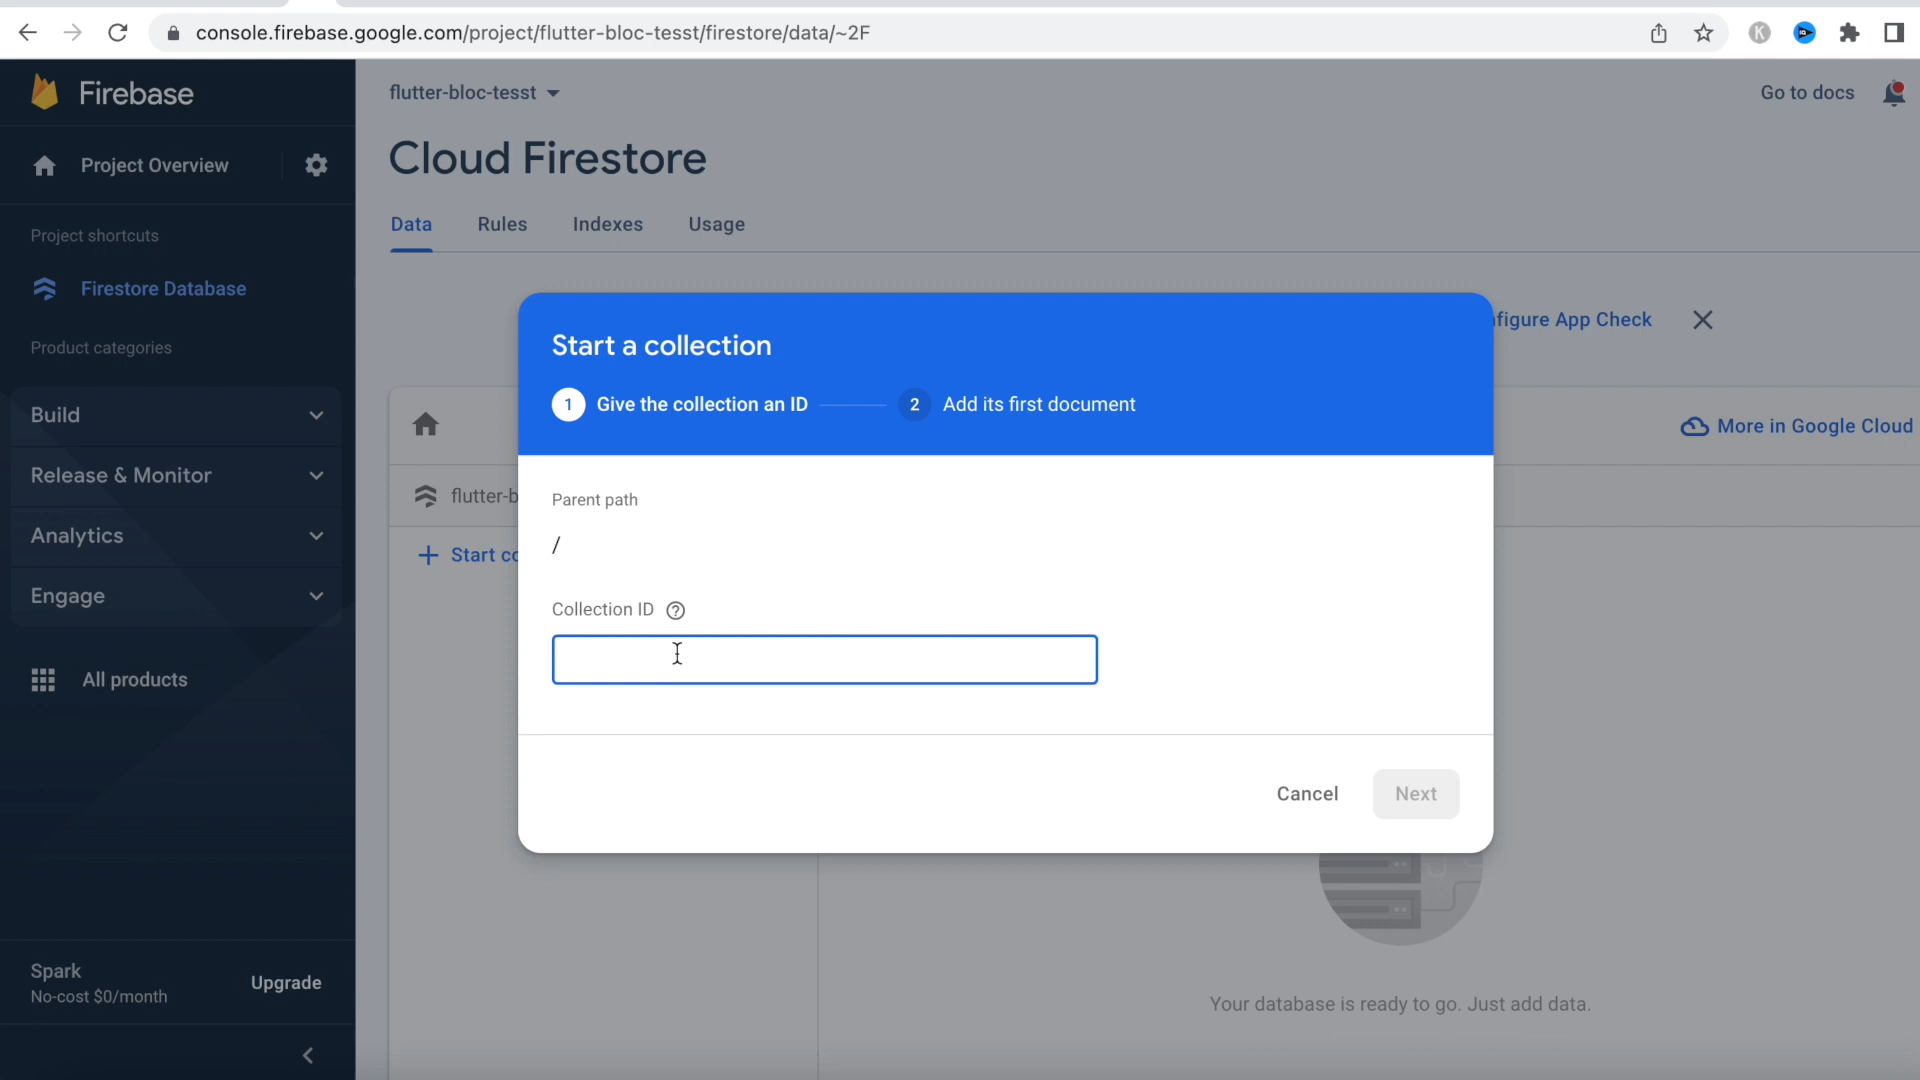 console.firebase.google.com/project/flutter-bloc-tesst/firestore/data/~2F
K
Firebase
flutter-bloc-tesst
Go to docs
Project Overview
Cloud Firestore
Data
Rules
Indexes
Usage
Project shortcuts
Firestore Database
Product categories
Build
Release & Monitor
Analytics
Engage
All products
Spark
No-cost $0/month
Upgrade
figure App Check
More in Google Cloud
flutter-b
Start co
Start a collection
1 Give the collection an ID
2 Add its first document
Parent path
/
Collection ID
Cancel
Next
Your database is ready to go. Just add data.